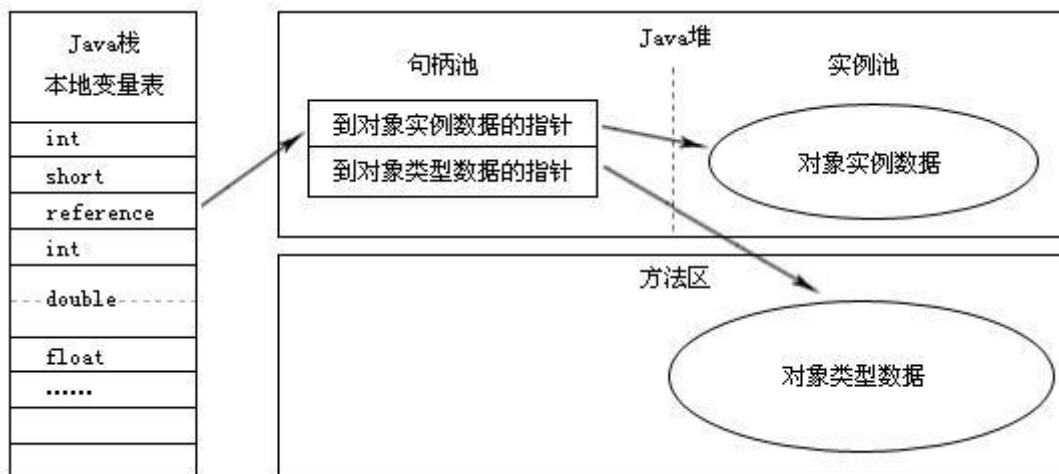 Java栈
本地变量表
int
short
reference
int
double
float
……
Java堆
句柄池
实例池
到对象实例数据的指针
到对象类型数据的指针
对象实例数据
方法区
对象类型数据